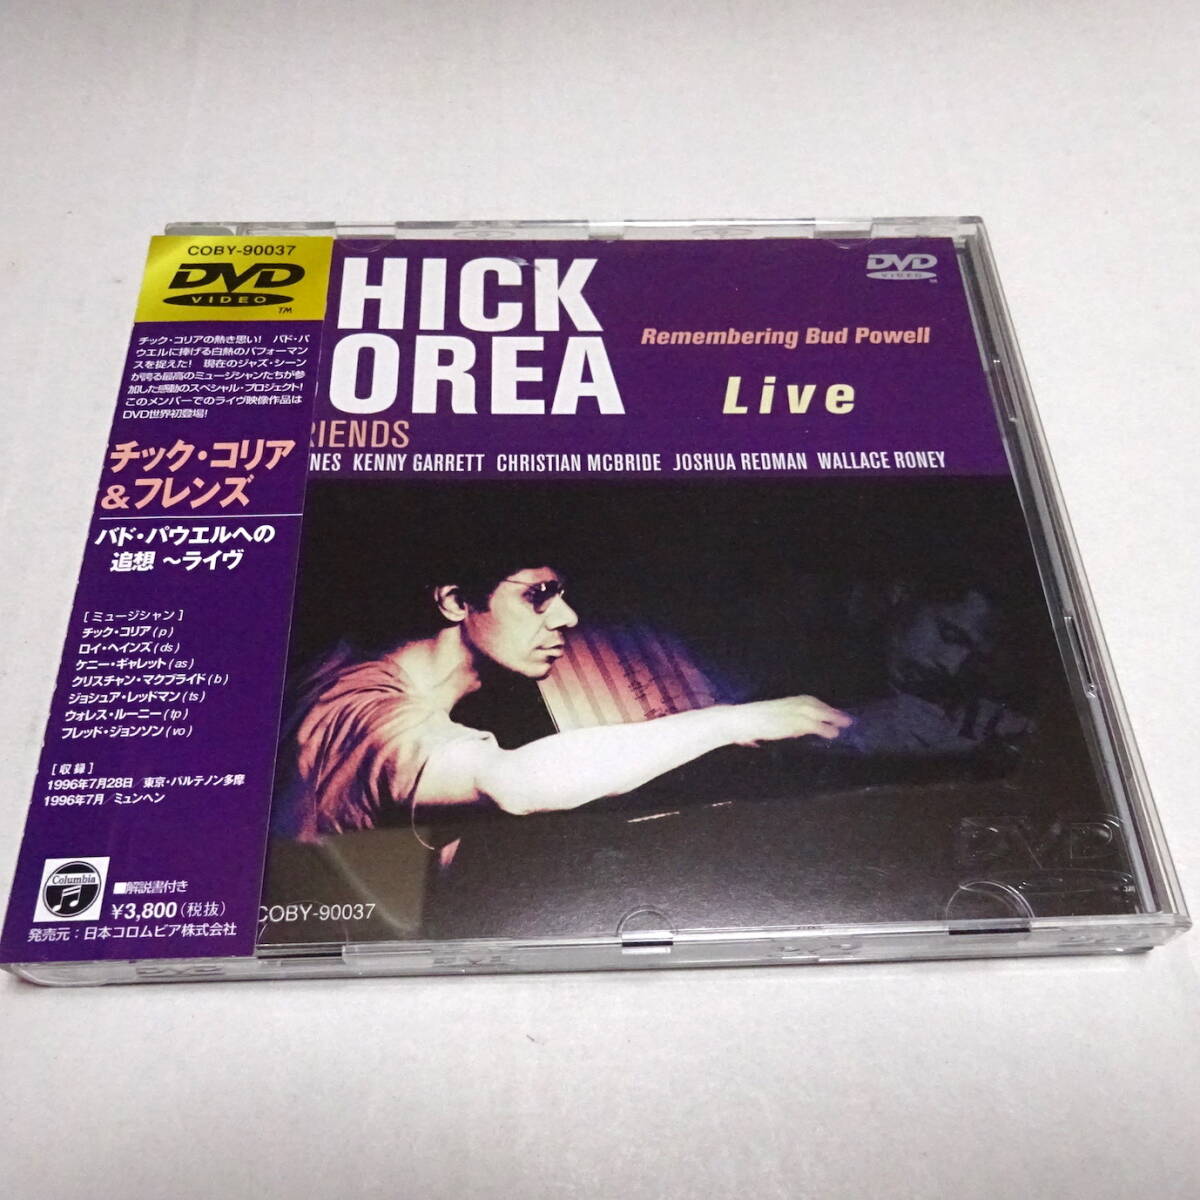 COBY-90037
DVD
VIDEO
TM
チック・コリアの熱き思い! バド・パ
ウエルに捧げる白熱のパフォーマン
スを捉えた! 現在のジャズ・シーン
が誇る最高のミュージシャンたちが参
加した感動のスペシャル・プロジェクト!
このメンバーでのライヴ映像作品は
DVD世界初登場!
チック・コリア
&フレンズ
バド・パウエルへの
追想 〜ライヴ
[ミュージシャン]
チック・コリア(p)
ロイ・ヘインズ(ds)
ケニー・ギャレット(as)
クリスチャン・マクブライド(b)
ジョシュア・レッドマン(ts)
ウォレス・ルーニー(tp)
フレッド・ジョンソン(vo)
[収録]
1996年7月28日/東京・パルテノン多摩
1996年7月/ミュンヘン
Columbia
■解説書付き
¥3,800(税抜)
発売元:日本コロムビア株式会社
HICK
OREA
RIENDS
NES KENNY GARRETT CHRISTIAN MCBRIDE JOSHUA REDMAN WALLACE RONEY
DVD
VIDEO
Remembering Bud Powell
Live
COBY-90037
DVD
DVD
DVD
DVD